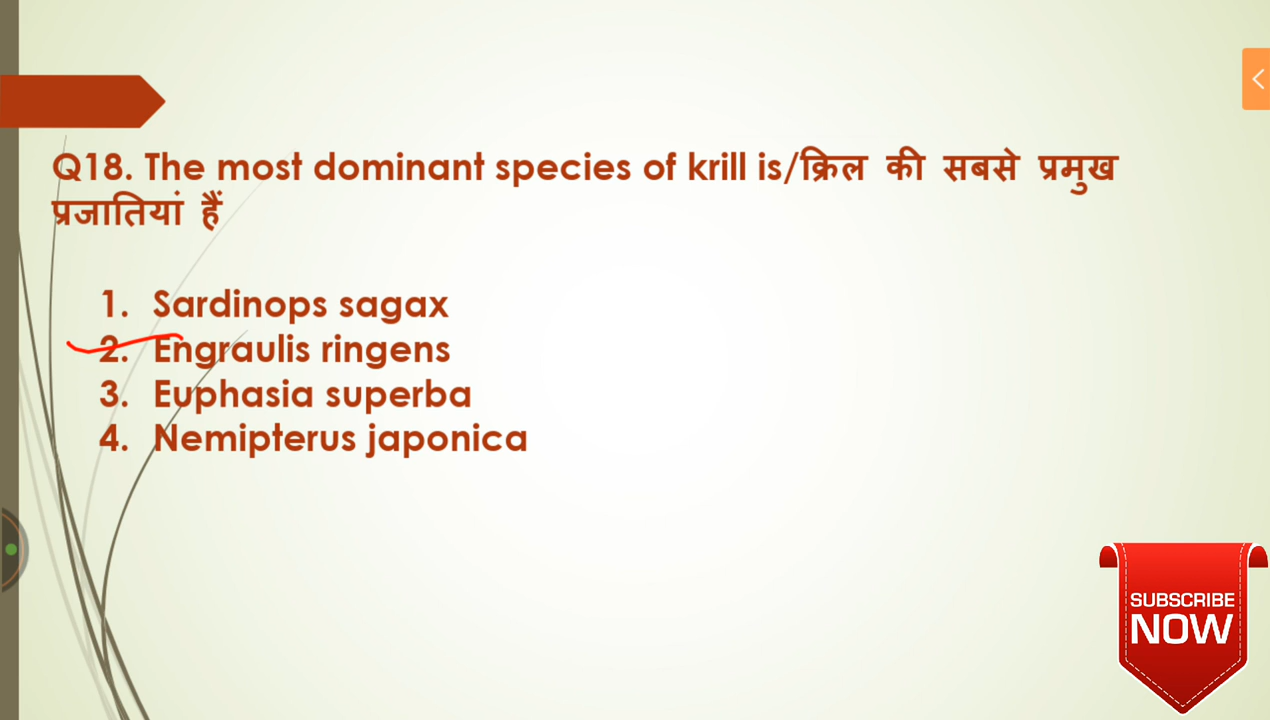 Q18. The most dominant species of krill is/क्रिल की सबसे प्रमुख
प्रजातियां हैं
1. Sardinops sagax
2. Engraulis ringens
3. Euphasia superba
4. Nemipterus japonica
SUBSCRIBE
NOW